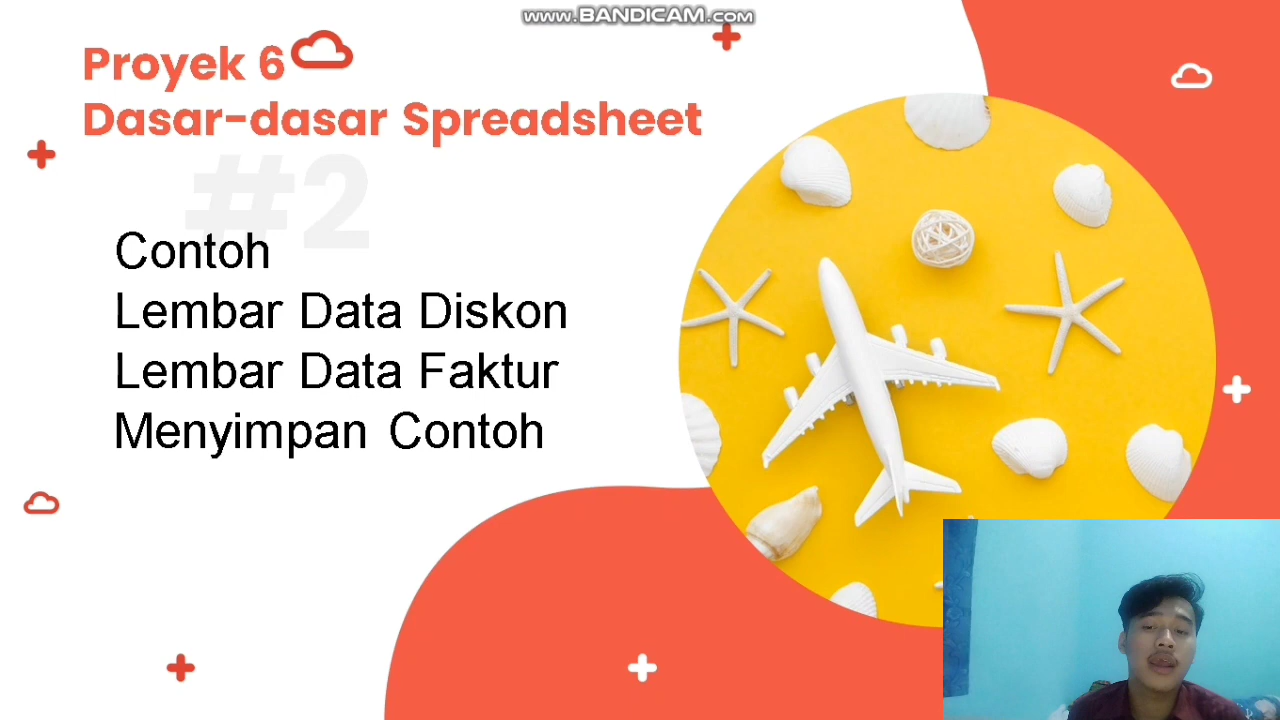 www.BANDICAM.com
Proyek 6
Dasar-dasar Spreadsheet
#2
Contoh
Lembar Data Diskon
Lembar Data Faktur
Menyimpan Contoh